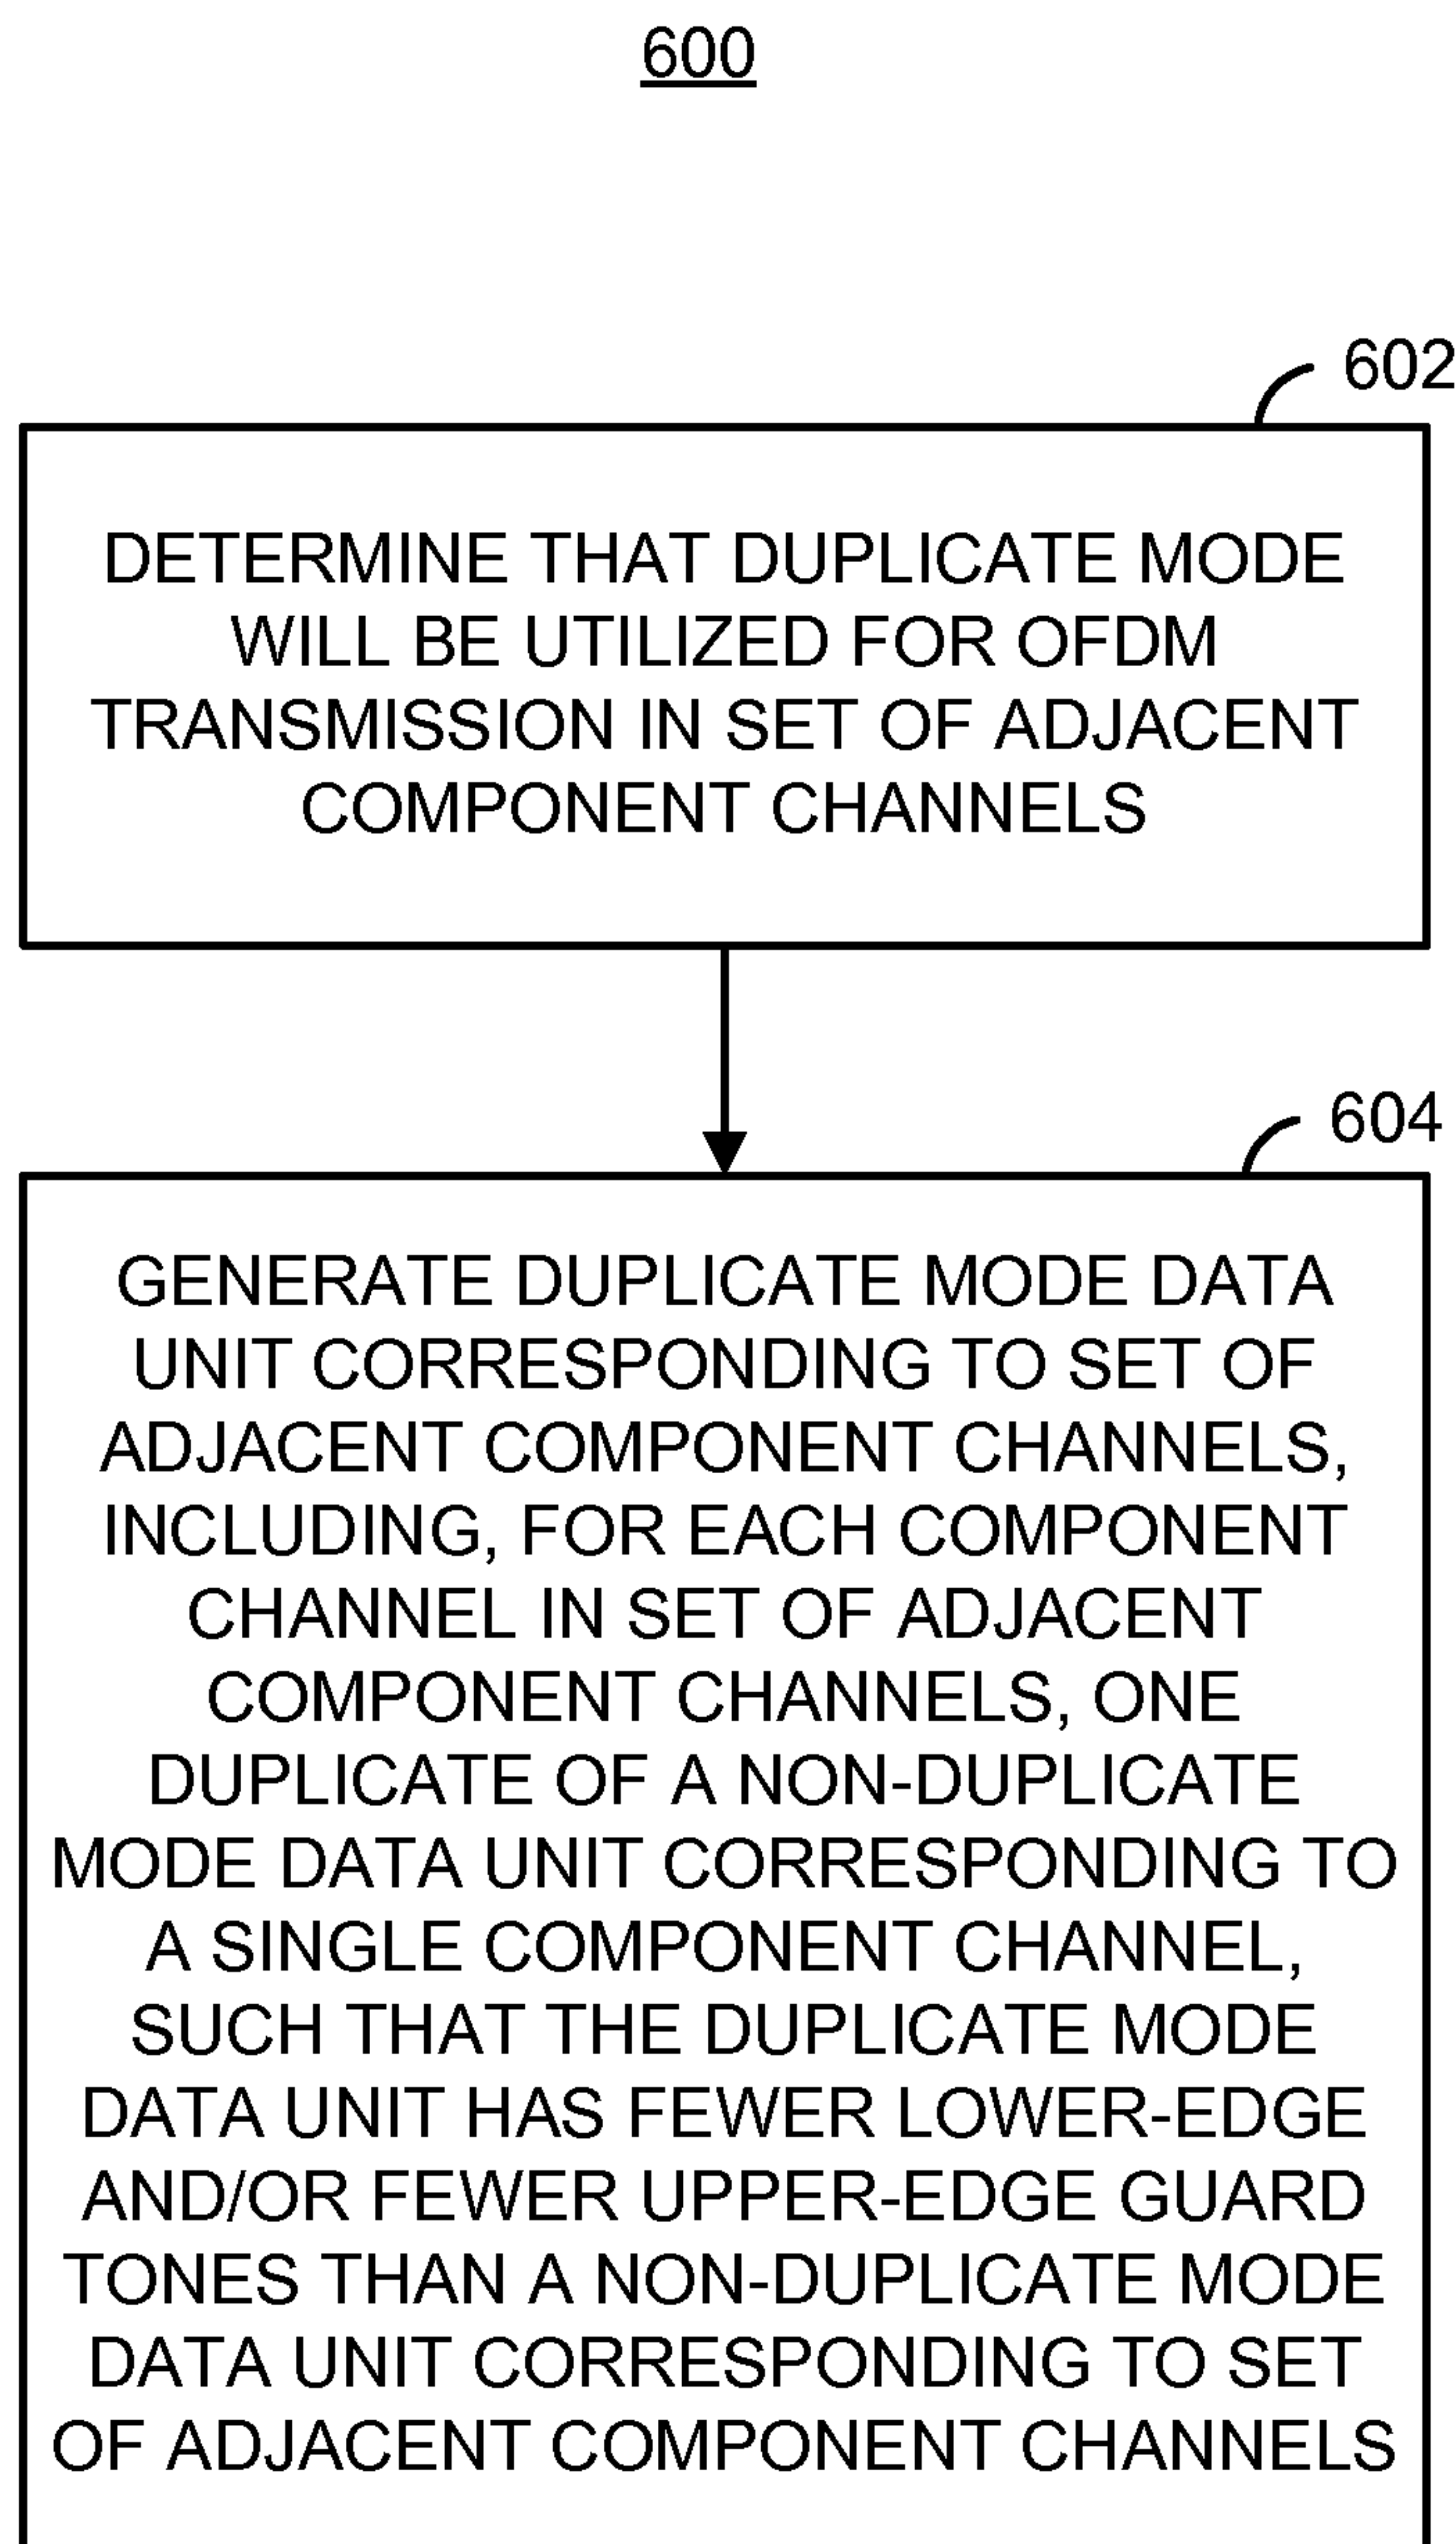 600
602
DETERMINE THAT DUPLICATE MODE
WILL BE UTILIZED FOR OFDM
TRANSMISSION IN SET OF ADJACENT
COMPONENT CHANNELS
604
GENERATE DUPLICATE MODE DATA
UNIT CORRESPONDING TO SET OF
ADJACENT COMPONENT CHANNELS,
INCLUDING, FOR EACH COMPONENT
CHANNEL IN SET OF ADJACENT
COMPONENT CHANNELS, ONE
DUPLICATE OF A NON-DUPLICATE
MODE DATA UNIT CORRESPONDING TO
A SINGLE COMPONENT CHANNEL,
SUCH THAT THE DUPLICATE MODE
DATA UNIT HAS FEWER LOWER-EDGE
AND/OR FEWER UPPER-EDGE GUARD
TONES THAN A NON-DUPLICATE MODE
DATA UNIT CORRESPONDING TO SET
OF ADJACENT COMPONENT CHANNELS